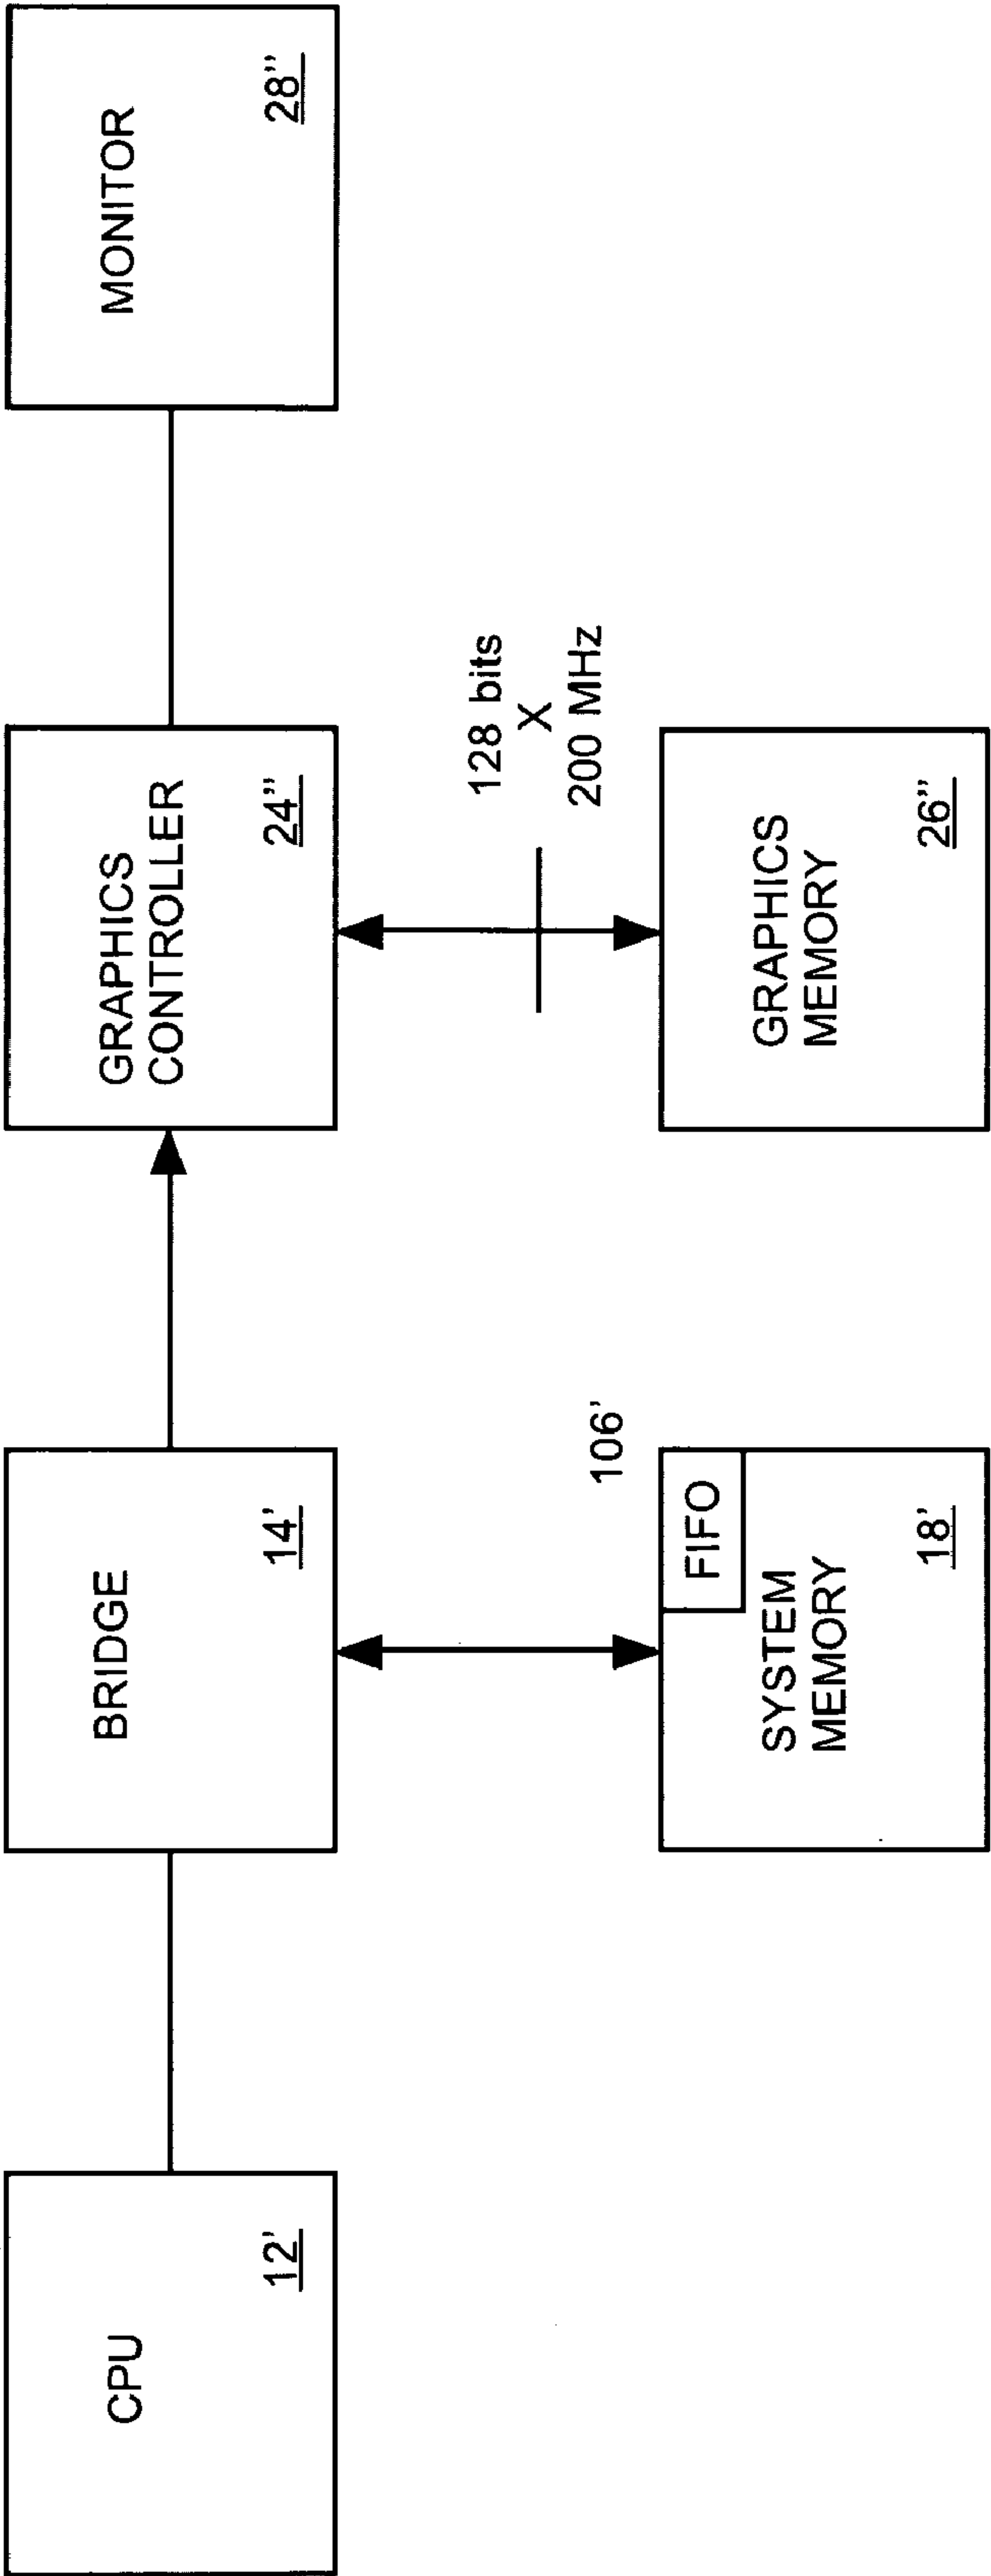 CPU
12'
BRIDGE
14'
GRAPHICS
CONTROLLER
24"
MONITOR
28"
106'
FIFO
SYSTEM
MEMORY
18'
128 bits
X
200 MHz
GRAPHICS
MEMORY
26"